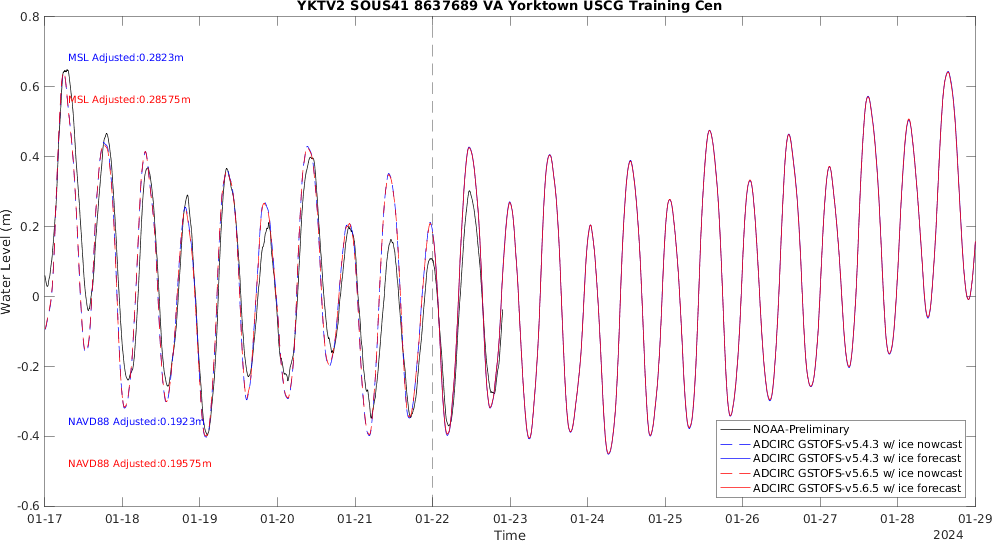 YKTV2 SOUS41 8637689 VA Yorktown USCG Training Cen
0.8
0.6
0.4
0.2
0
-0.2
-0.4
-0.6
Water Level (m)
MSL Adjusted:0.2823m
MSL Adjusted:0.28575m
NAVD88 Adjusted:0.1923m
NAVD88 Adjusted:0.19575m
NOAA-Preliminary
ADCIRC GSTOFS-v5.4.3 w/ ice nowcast
ADCIRC GSTOFS-v5.4.3 w/ ice forecast
ADCIRC GSTOFS-v5.6.5 w/ ice nowcast
ADCIRC GSTOFS-v5.6.5 w/ ice forecast
01-17 01-18 01-19 01-20 01-21 01-22 01-23 01-24 01-25 01-26 01-27 01-28 01-29
Time
2024